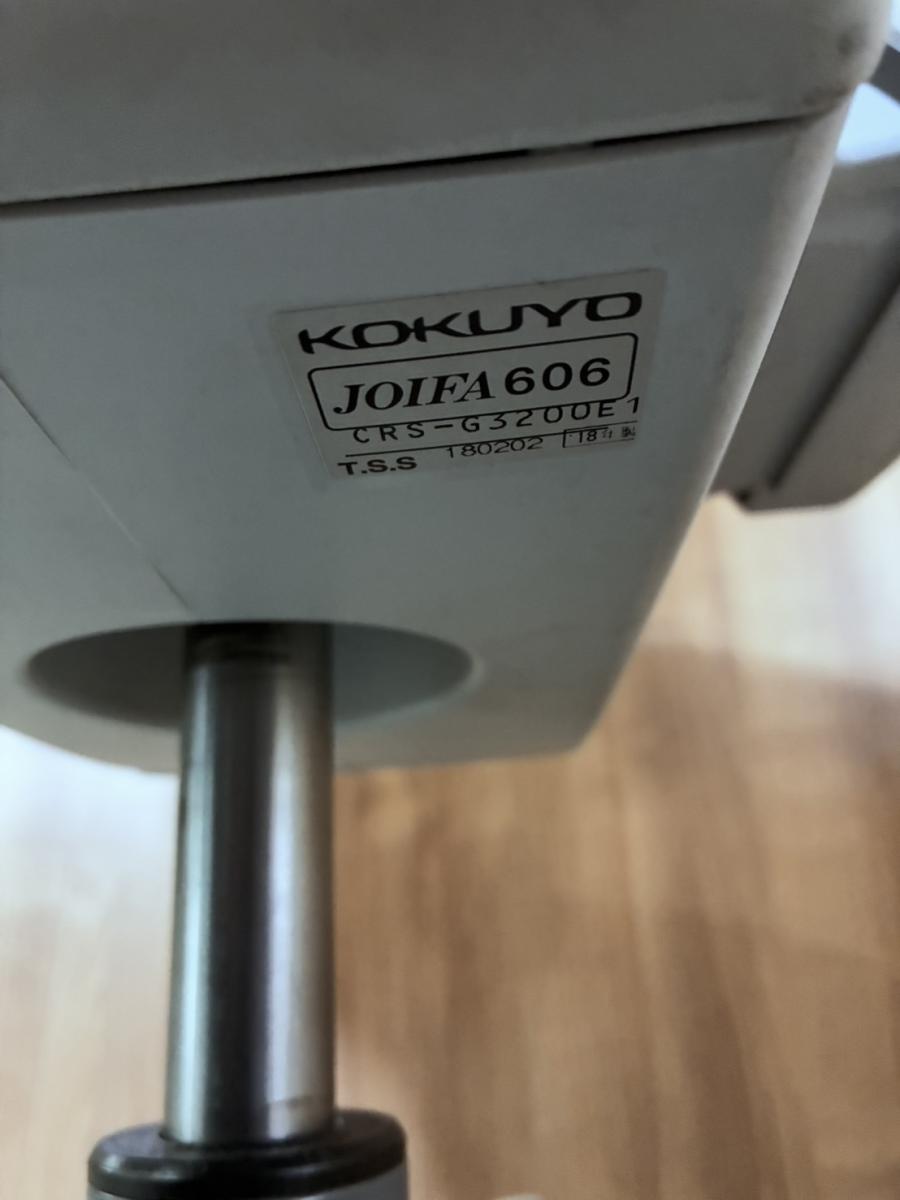 KOKUYO
JOIFA 606
CRS-G3200E1
T.S.S 180202 18年製